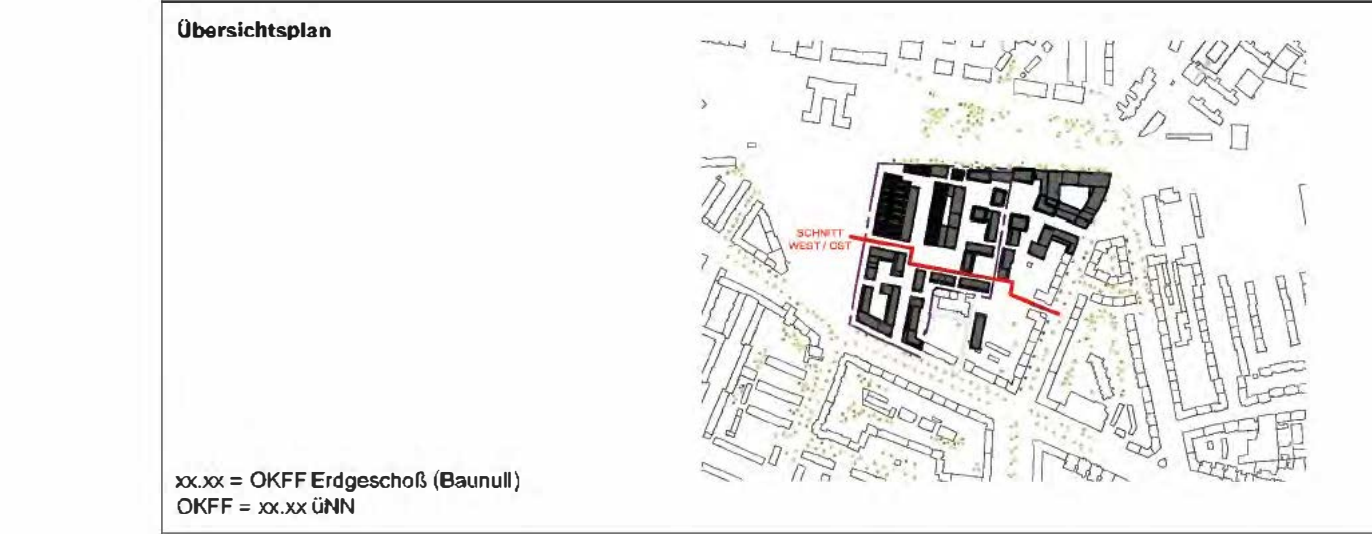 Übersichtsplan
SCHNITT
WEST / OST
xx.xx = OKFF Erdgeschoß (Baunull)
OKFF = xx.xx üNN